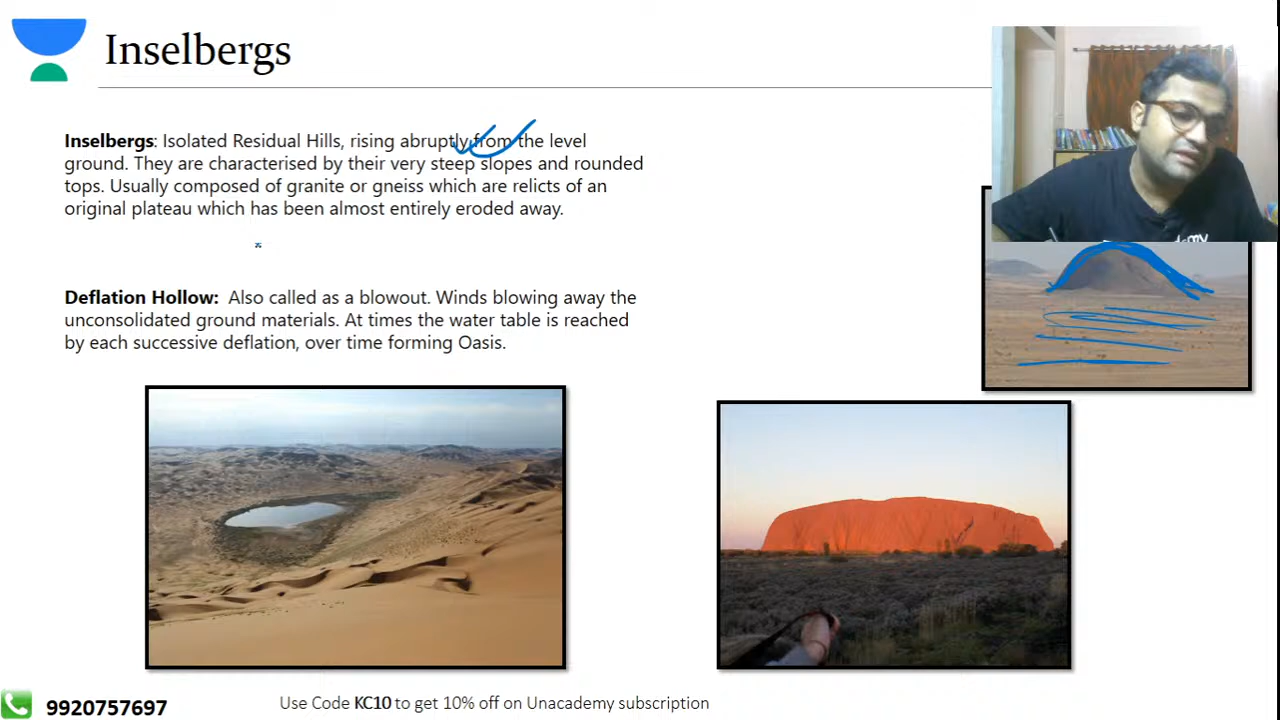 Inselbergs
Inselbergs: Isolated Residual Hills, rising abruptly from the level
ground. They are characterised by their very steep slopes and rounded
tops. Usually composed of granite or gneiss which are relicts of an
original plateau which has been almost entirely eroded away.
Deflation Hollow: Also called as a blowout. Winds blowing away the
unconsolidated ground materials. At times the water table is reached
by each successive deflation, over time forming Oasis.
9920757697
Use Code KC10 to get 10% off on Unacademy subscription